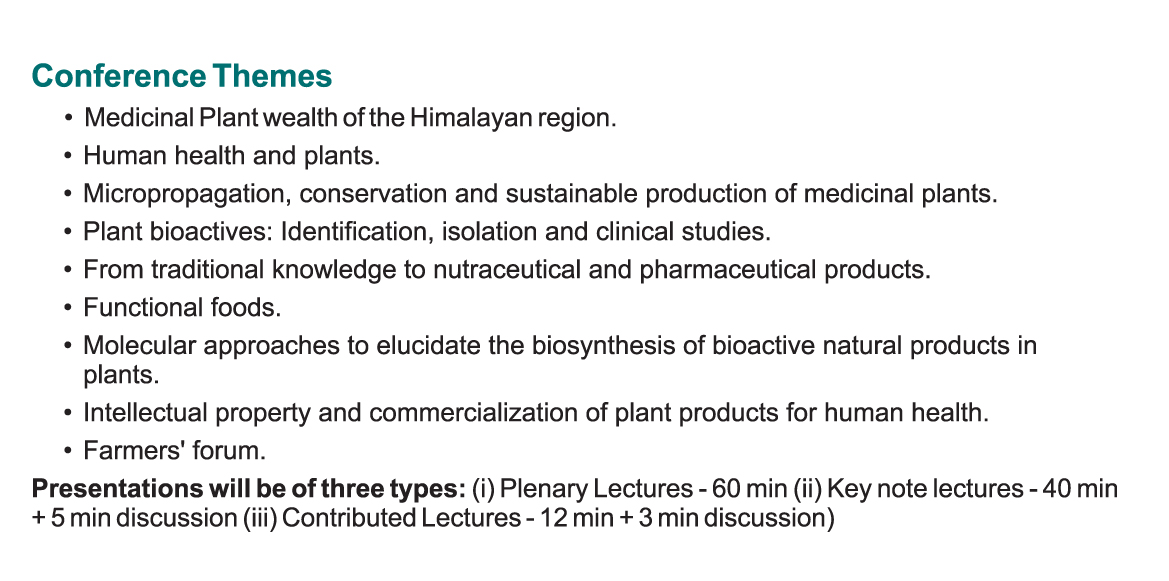 Conference Themes
• Medicinal Plant wealth of the Himalayan region.
• Human health and plants.
• Micropropagation, conservation and sustainable production of medicinal plants.
• Plant bioactives: Identification, isolation and clinical studies.
• From traditional knowledge to nutraceutical and pharmaceutical products.
• Functional foods.
• Molecular approaches to elucidate the biosynthesis of bioactive natural products in
plants.
• Intellectual property and commercialization of plant products for human health.
• Farmers' forum.
Presentations will be of three types: (i) Plenary Lectures - 60 min (ii) Key note lectures - 40 min
+ 5 min discussion (iii) Contributed Lectures - 12 min + 3 min discussion)